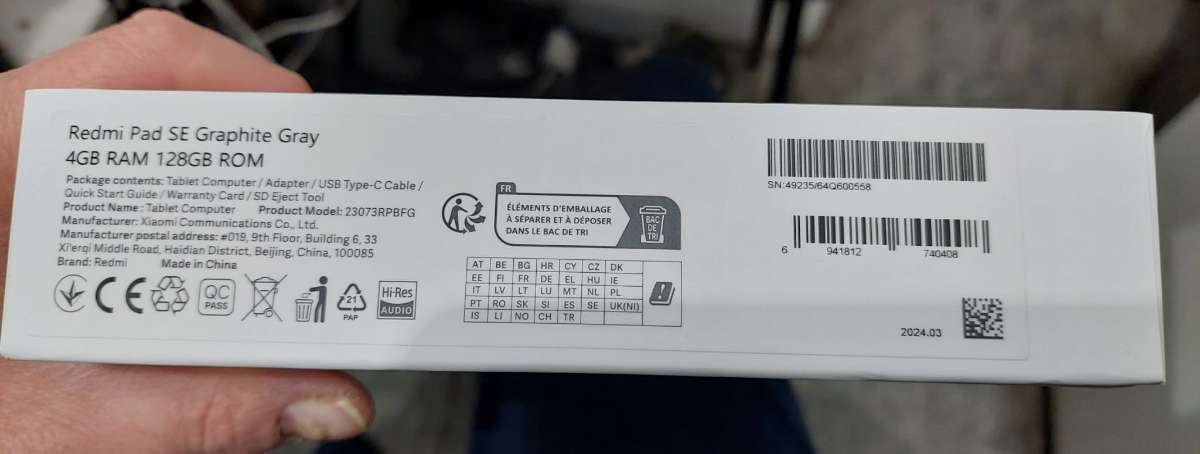 Redmi Pad SE Graphite Gray
4GB RAM 128GB ROM
Package contents: Tablet Computer / Adapter / USB Type-C Cable /
Quick Start Guide / Warranty Card / SD Eject Tool
Product Name : Tablet Computer Product Model: 23073RPBFG
Manufacturer: Xiaomi Communications Co., Ltd.
Manufacturer postal address: #019, 9th Floor, Building 6, 33
Xi'erqi Middle Road, Haidian District, Beijing, China, 100085
Brand: Redmi Made in China
CE
QC
PASS
21
PAP
Hi-Res
AUDIO
FR
ÉLÉMENTS D'EMBALLAGE
À SÉPARER ET À DÉPOSER
DANS LE BAC DE TRI
BAC
DE
TRI
AT BE BG HR CY CZ DK
EE FI FR DE EL HU IE
IT LV LT LU MT NL PL
PT RO SK SI ES SE UK(NI)
IS LI NO CH TR
SN:49235/64Q600558
6 941812 740408
2024.03